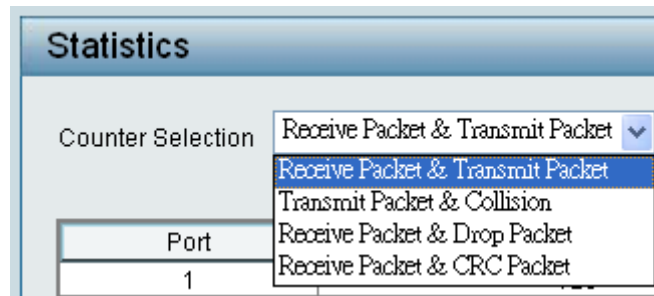 Statistics
Counter Selection Receive Packet & Transmit Packet
Receive Packet & Transmit Packet
Transmit Packet & Collision
Receive Packet & Drop Packet
Receive Packet & CRC Packet
Port
1